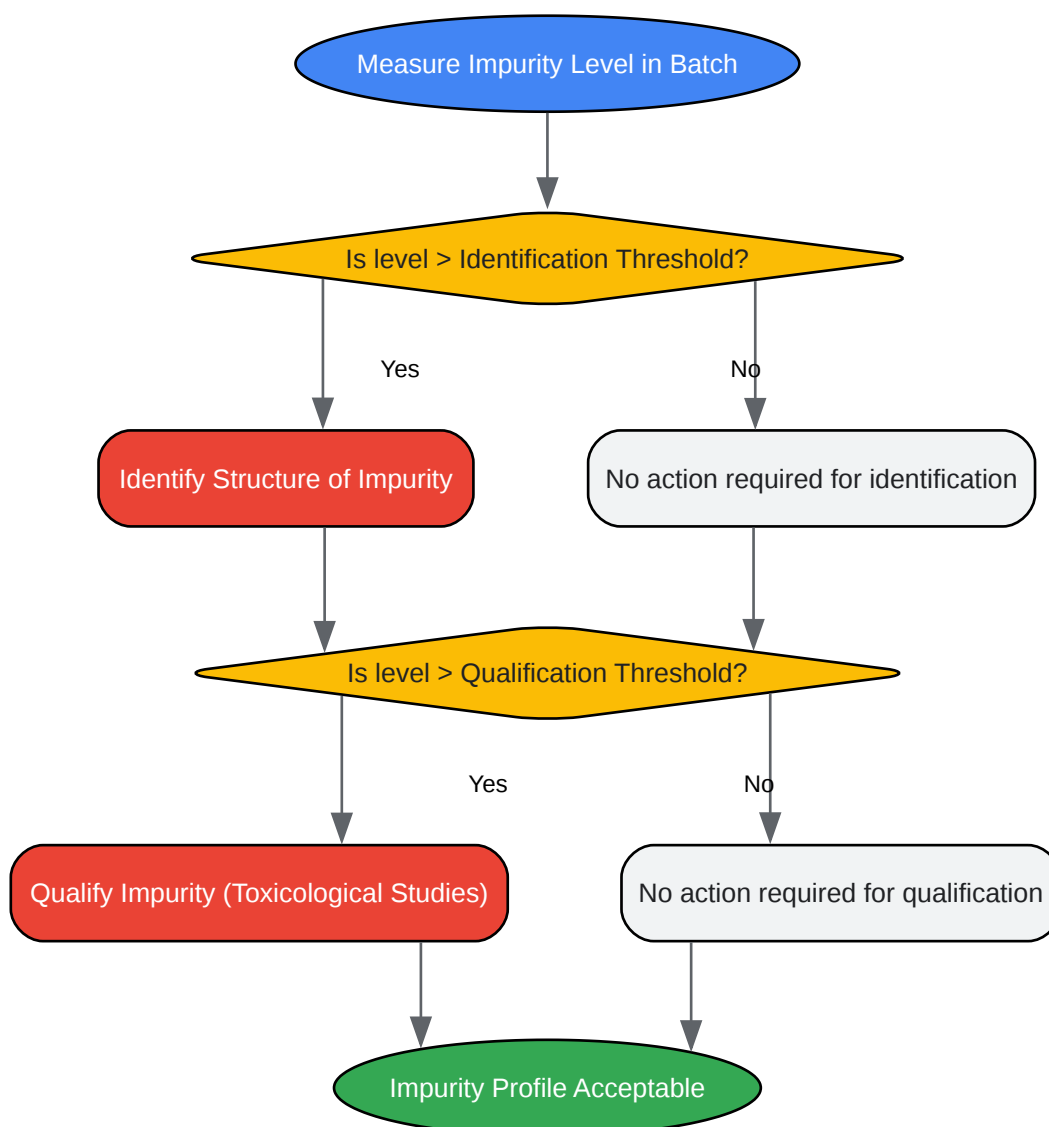 Measure Impurity Level in Batch
Is level > Identification Threshold?
Yes
No
Identify Structure of Impurity
No action required for identification
Is level > Qualification Threshold?
Yes
No
Qualify Impurity (Toxicological Studies)
No action required for qualification
Impurity Profile Acceptable